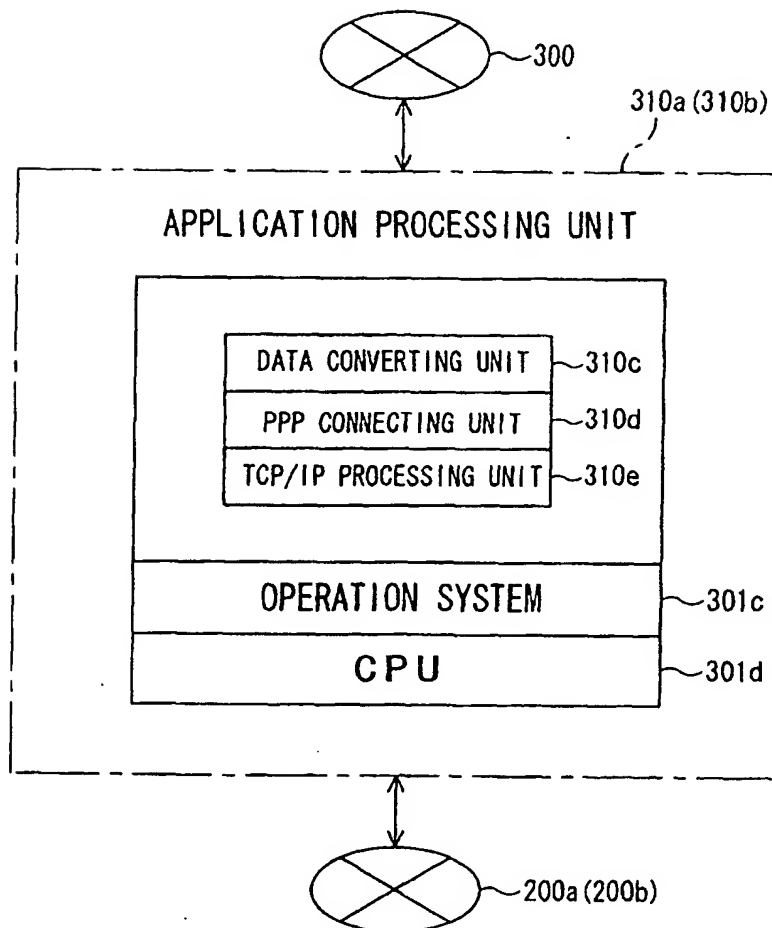 300
310a(310b)
APPLICATION PROCESSING UNIT
DATA CONVERTING UNIT 310c
PPP CONNECTING UNIT 310d
TCP/IP PROCESSING UNIT 310e
OPERATION SYSTEM 301c
CPU 301d
200a(200b)